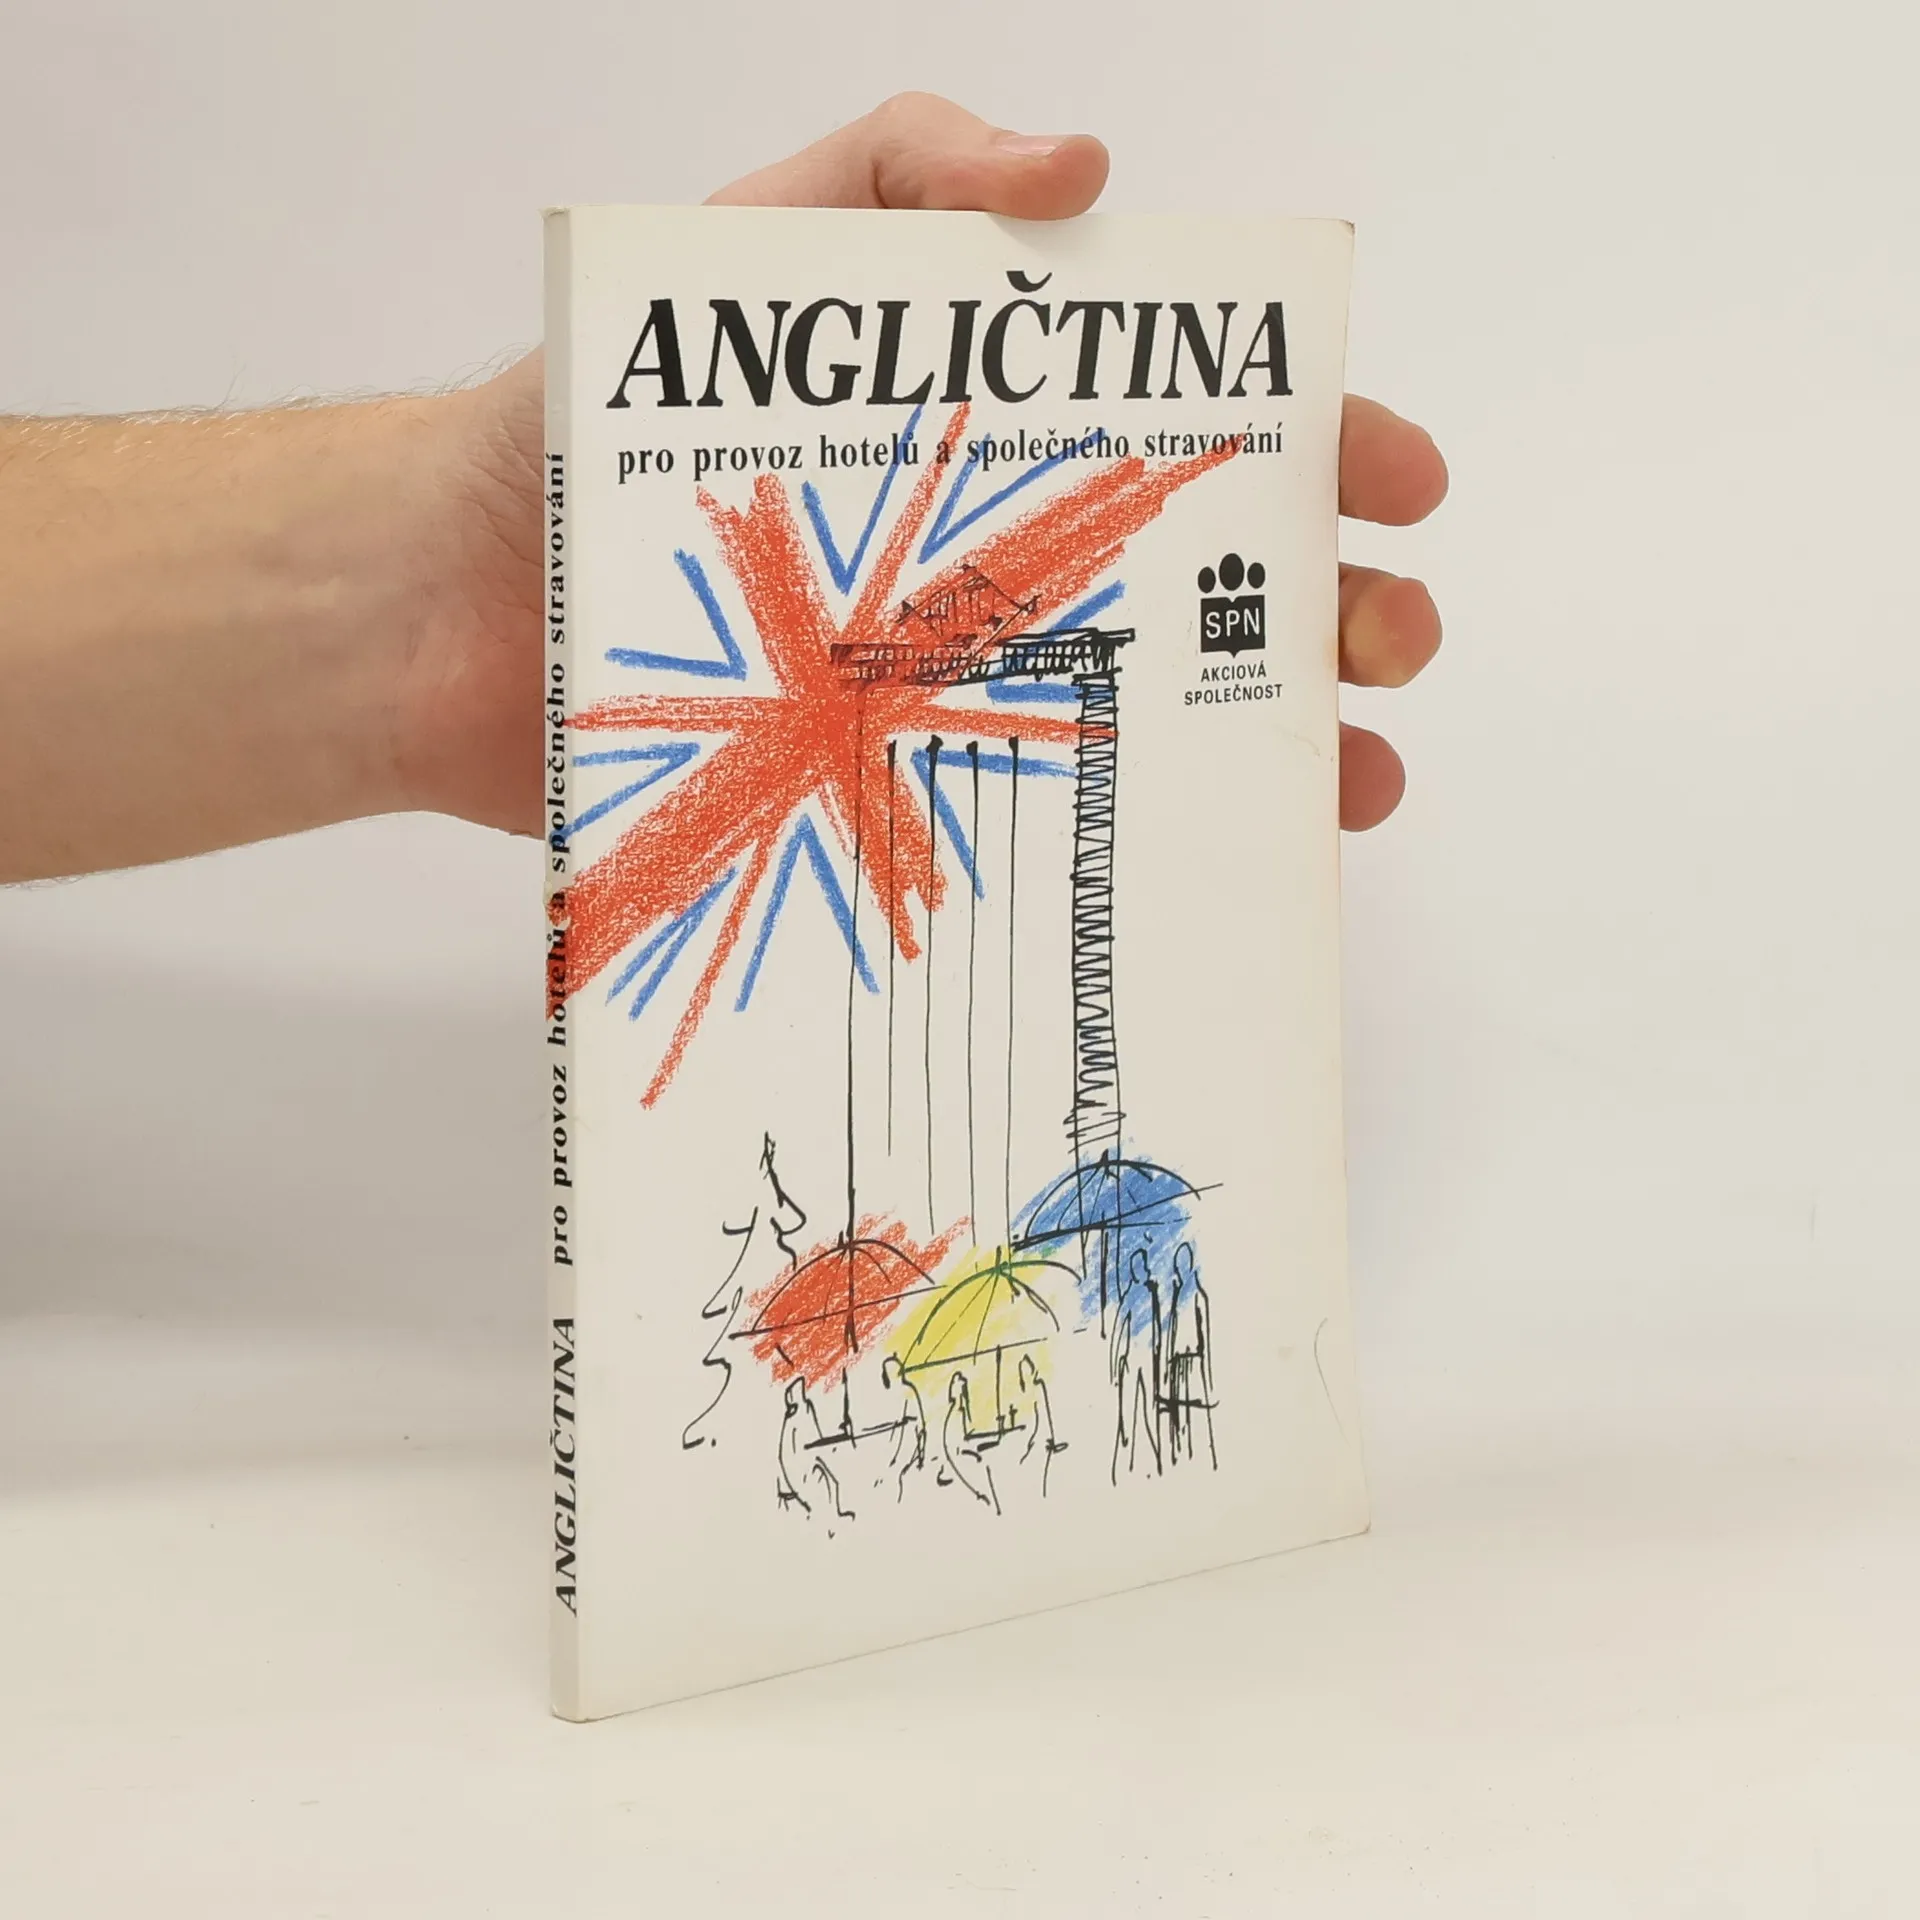 ANGLIČTINA
pro provoz hotelů a společného stravování
SPN
AKCIOVÁ
SPOLEČNOST
ANGLIČTINA pro provoz hotelů a společného stravování